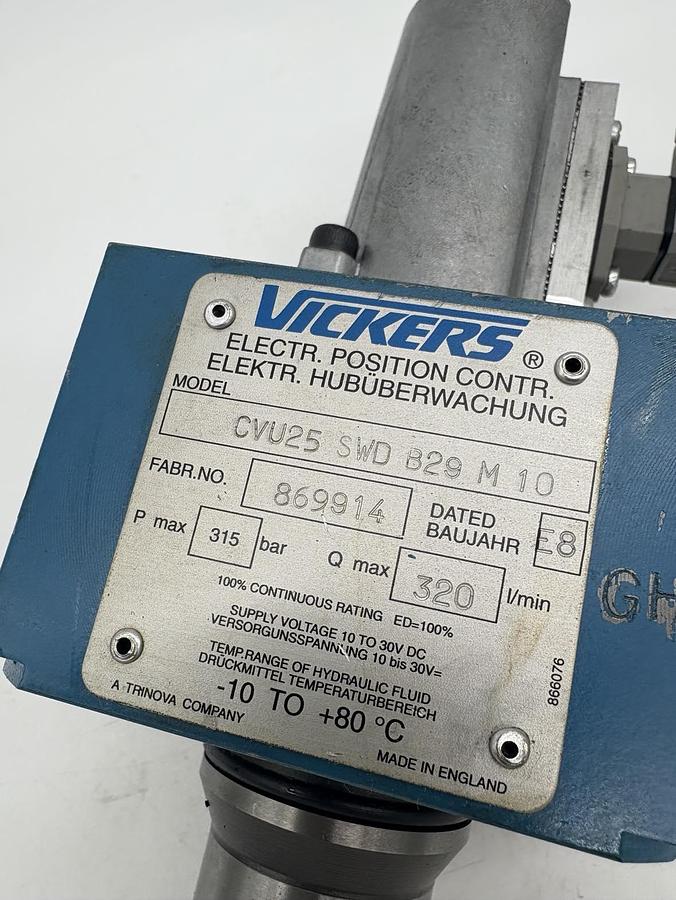 VICKERS®
ELECTR. POSITION CONTR.
ELEKTR. HUBÜBERWACHUNG
MODEL
CVU25 SWD B29 M 10
FABR.NO. 869914 DATED BAUJAHR E8
P max 315 bar Q max 320 l/min
100% CONTINUOUS RATING ED=100%
SUPPLY VOLTAGE 10 TO 30V DC
VERSORGUNSSPANNING 10 bis 30V=
TEMP.RANGE OF HYDRAULIC FLUID
DRÜCKMITTEL TEMPERATURBEREICH
-10 TO +80 °C
A TRINOVA COMPANY
MADE IN ENGLAND
866076